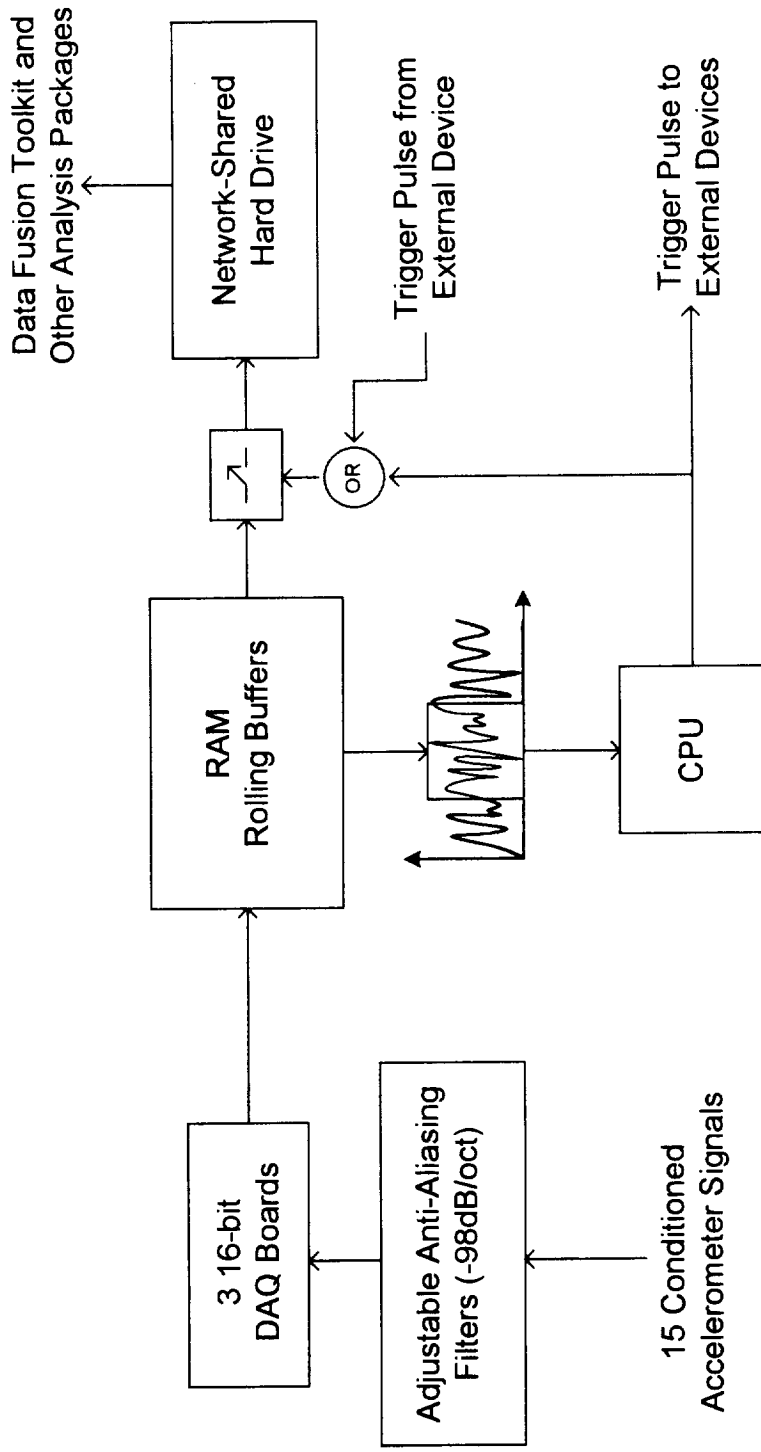 15 Conditioned
Accelerometer Signals
Adjustable Anti-Aliasing
Filters (-98dB/oct)
3 16-bit
DAQ Boards
RAM
Rolling Buffers
CPU
OR
Trigger Pulse from
External Device
Trigger Pulse to
External Devices
Network-Shared
Hard Drive
Data Fusion Toolkit and
Other Analysis Packages